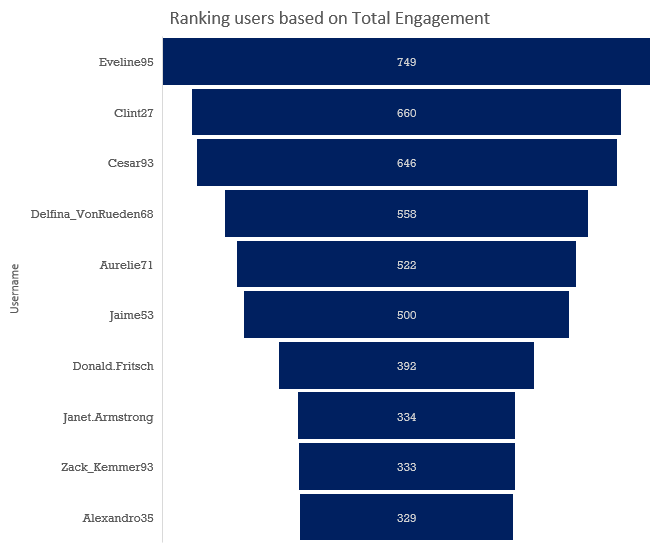 Ranking users based on Total Engagement
Username
Eveline95 749
Clint27 660
Cesar93 646
Delfina_VonRueden68 558
Aurelie71 522
Jaime53 500
Donald.Fritsch 392
Janet.Armstrong 334
Zack_Kemmer93 333
Alexandro35 329